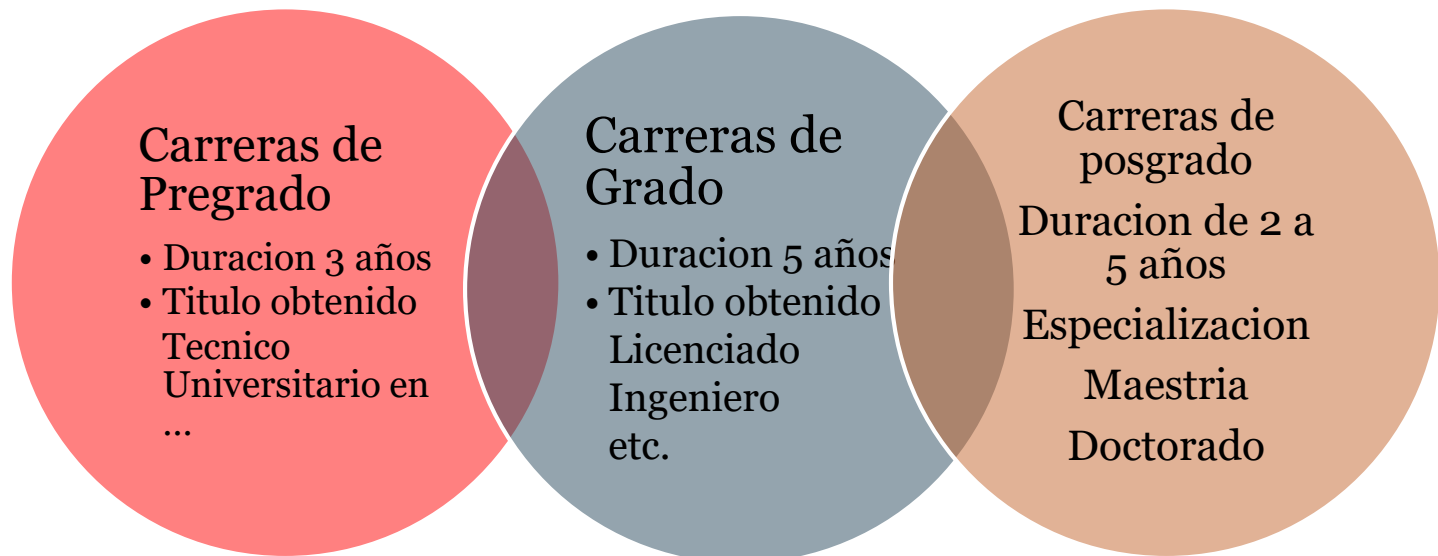 Carreras de
Pregrado
• Duracion 3 años
• Titulo obtenido
Tecnico
Universitario en
...
Carreras de
Grado
• Duracion 5 años
• Titulo obtenido
Licenciado
Ingeniero
etc.
Carreras de
posgrado
Duracion de 2 a
5 años
Especializacion
Maestria
Doctorado